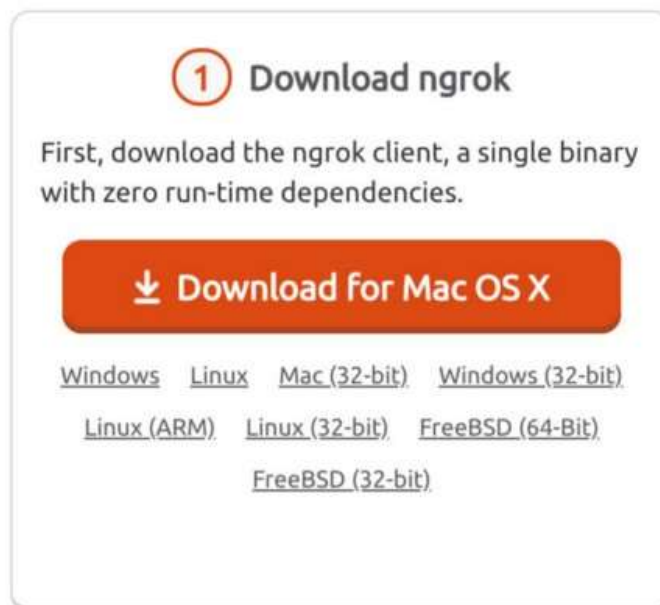 1 Download ngrok
First, download the ngrok client, a single binary
with zero run-time dependencies.
Download for Mac OS X
Windows Linux Mac (32-bit) Windows (32-bit)
Linux (ARM) Linux (32-bit) FreeBSD (64-Bit)
FreeBSD (32-bit)